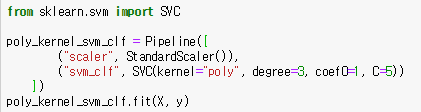 from sklearn.svm import SVC
poly_kernel_svm_clf = Pipeline([
("scaler", StandardScaler()),
("svm_clf", SVC(kernel="poly", degree=3, coef0=1, C=5))
])
poly_kernel_svm_clf.fit(X, y)